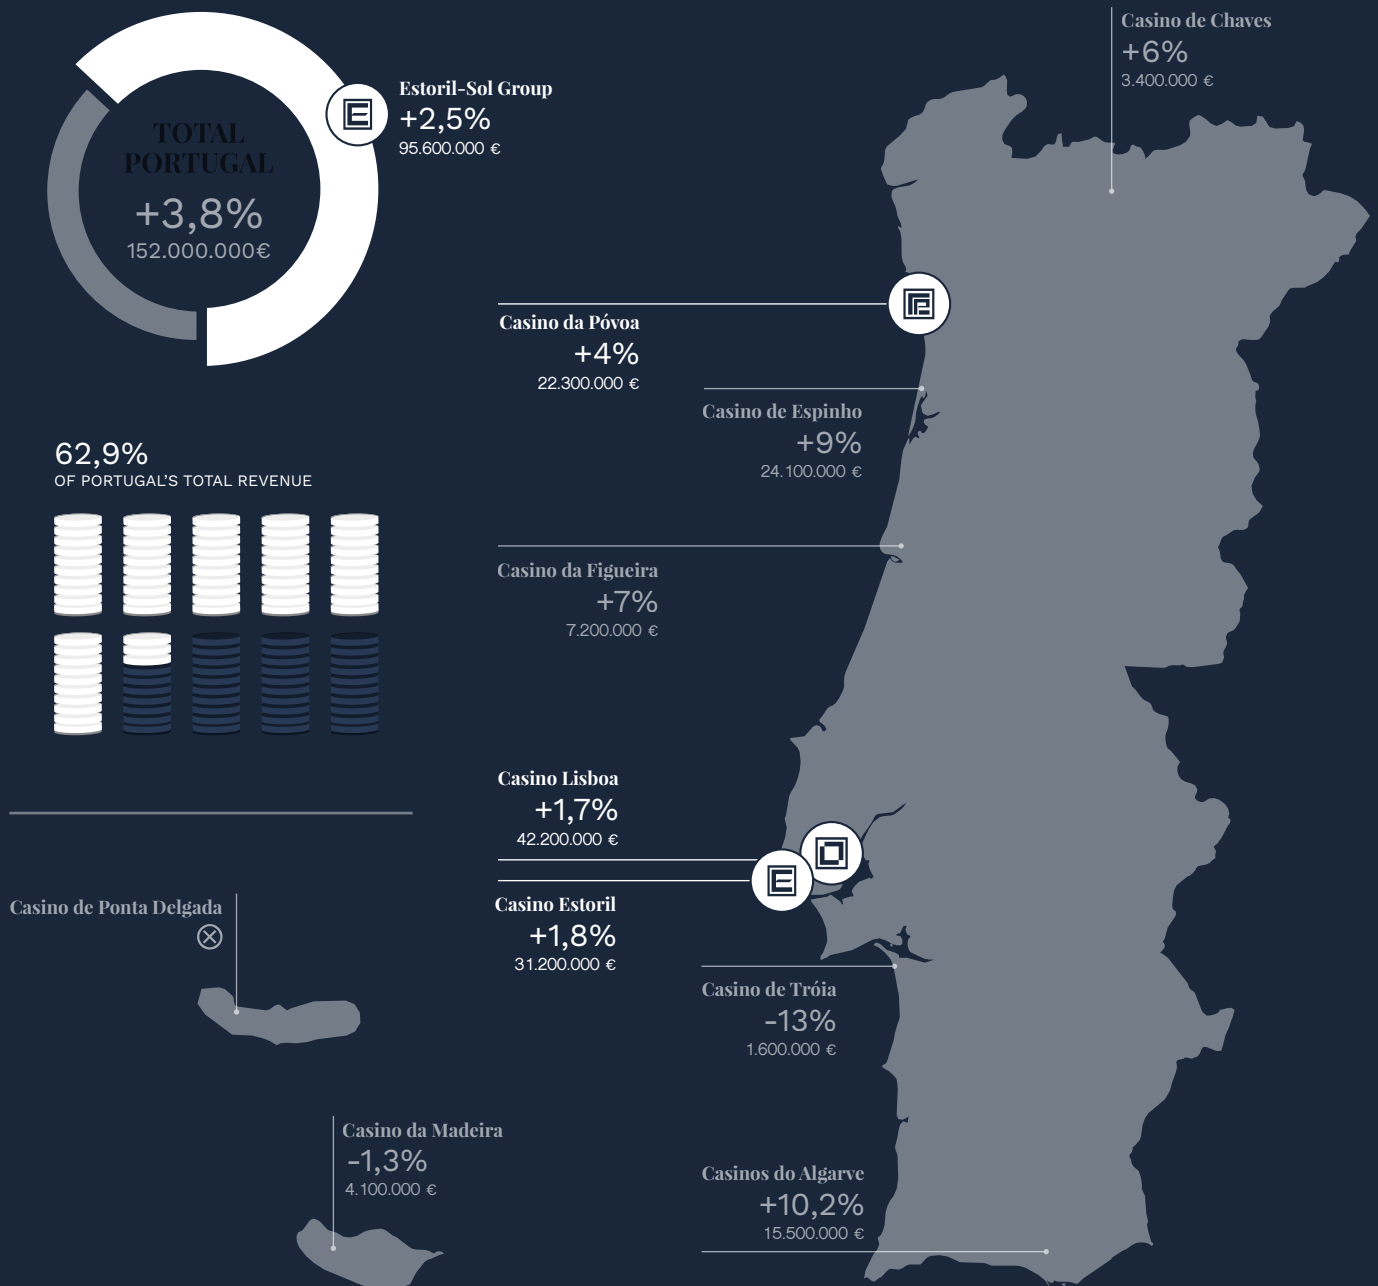 TOTAL
PORTUGAL
+3,8%
152.000.000€
Estoril-Sol Group
+2,5%
95.600.000 €
62,9%
OF PORTUGAL'S TOTAL REVENUE
Casino de Chaves
+6%
3.400.000 €
Casino da Póvoa
+4%
22.300.000 €
Casino de Espinho
+9%
24.100.000 €
Casino da Figueira
+7%
7.200.000 €
Casino Lisboa
+1,7%
42.200.000 €
Casino Estoril
+1,8%
31.200.000 €
Casino de Tróia
-13%
1.600.000 €
Casinos do Algarve
+10,2%
15.500.000 €
Casino de Ponta Delgada
Casino da Madeira
-1,3%
4.100.000 €